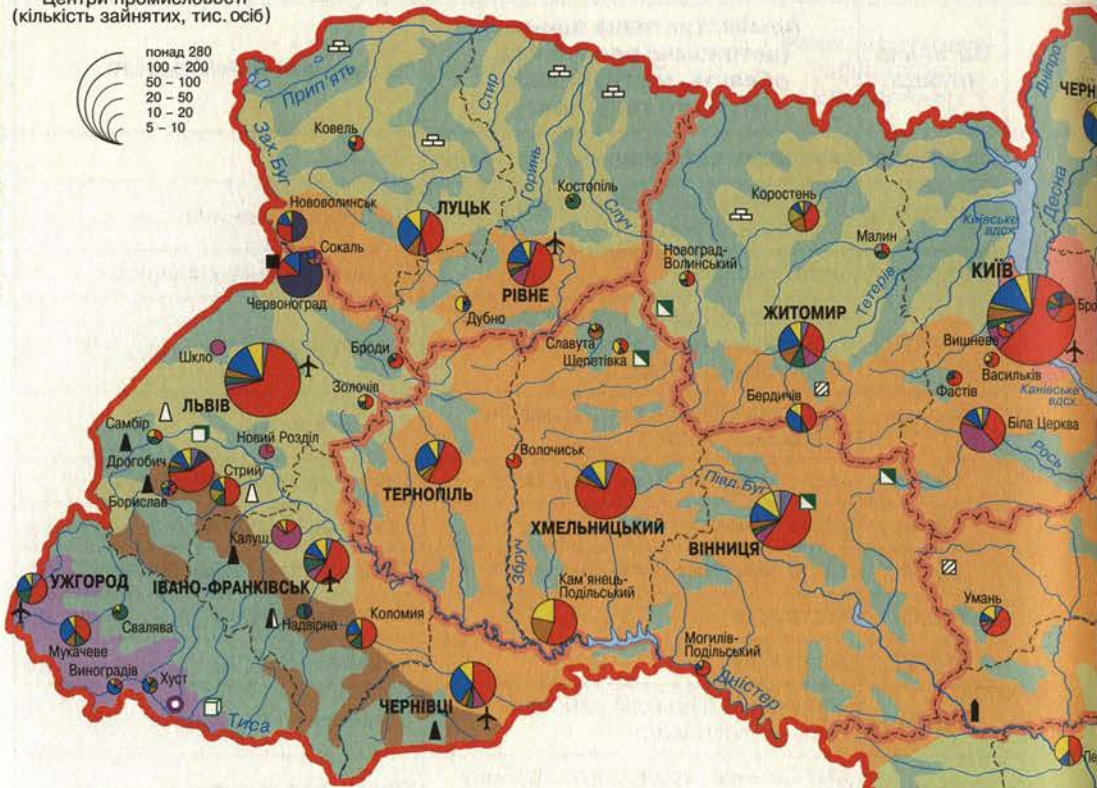 Центри промисловості
(кількість зайнятих, тис. осіб)
понад 280
100 – 200
50 – 100
20 – 50
10 – 20
5 – 10
Прип'ять
Стир
Зах. Буг
Горинь
Случ
Дніпро
Десна
Київське
вдсх.
Тетерів
Ковель
Костопіль
Коростень
Малин
Нововолинськ
ЛУЦЬК
Сокаль
РІВНЕ
Новоград-
Волинський
КИЇВ
Червоноград
Дубно
ЖИТОМИР
Вишневе
Васильків
Славута
Шепетівка
Шкло
Броди
Фастів
Канівське
вдсх.
Золочів
Бердичів
Біла Церква
ЛЬВІВ
Рось
Самбір
Новий Розділ
Дрогобич
Стрий
Волочиськ
Борислав
ТЕРНОПІЛЬ
Півд. Буг
ХМЕЛЬНИЦЬКИЙ
ВІННИЦЯ
Калуш
Збруч
УЖГОРОД
ІВАНО-ФРАНКІВСЬК
Кам'янець-
Подільський
Умань
Свалява
Надвірна
Коломия
Мукачеве
Могилів-
Подільський
Виноградів
Хуст
Дністер
Тиса
ЧЕРНІВЦІ